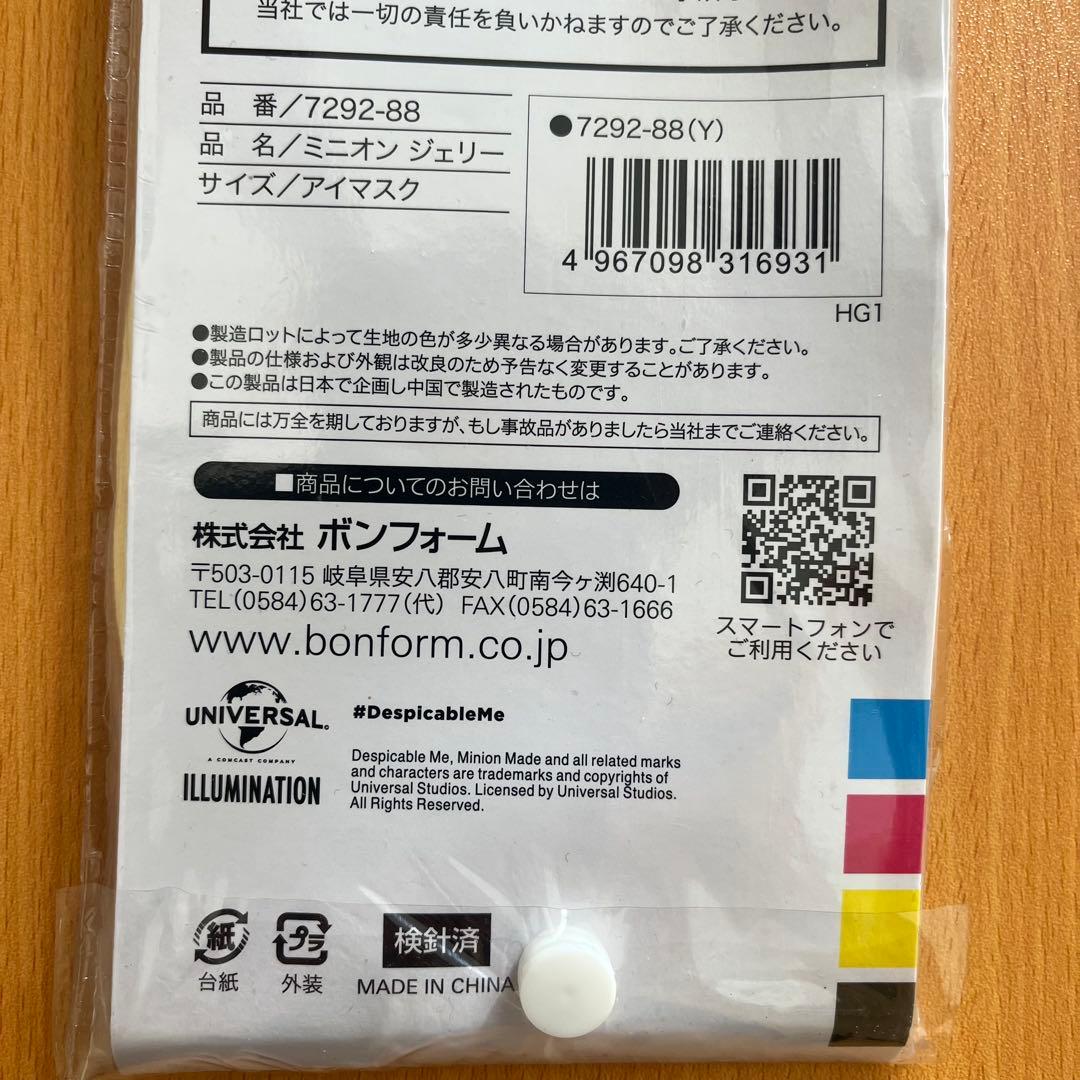 当社では一切の責任を負いかねますのでご了承ください。
品 番/7292-88
品 名/ミニオン ジェリー
サイズ/アイマスク
●7292-88(Y)
4 967098 316931
HG1
●製造ロットによって生地の色が多少異なる場合があります。ご了承ください。
●製品の仕様および外観は改良のため予告なく変更することがあります。
●この製品は日本で企画し中国で製造されたものです。
商品には万全を期しておりますが、もし事故品がありましたら当社までご連絡ください。
■商品についてのお問い合わせは
株式会社 ボンフォーム
〒503-0115 岐阜県安八郡安八町南今ヶ渕640-1
TEL(0584)63-1777(代) FAX(0584)63-1666
www.bonform.co.jp
スマートフォンで
ご利用ください
UNIVERSAL
A COMCAST COMPANY
ILLUMINATION
#DespicableMe
Despicable Me, Minion Made and all related marks
and characters are trademarks and copyrights of
Universal Studios. Licensed by Universal Studios.
All Rights Reserved.
紙
台紙
プラ
外装
検針済
MADE IN CHINA